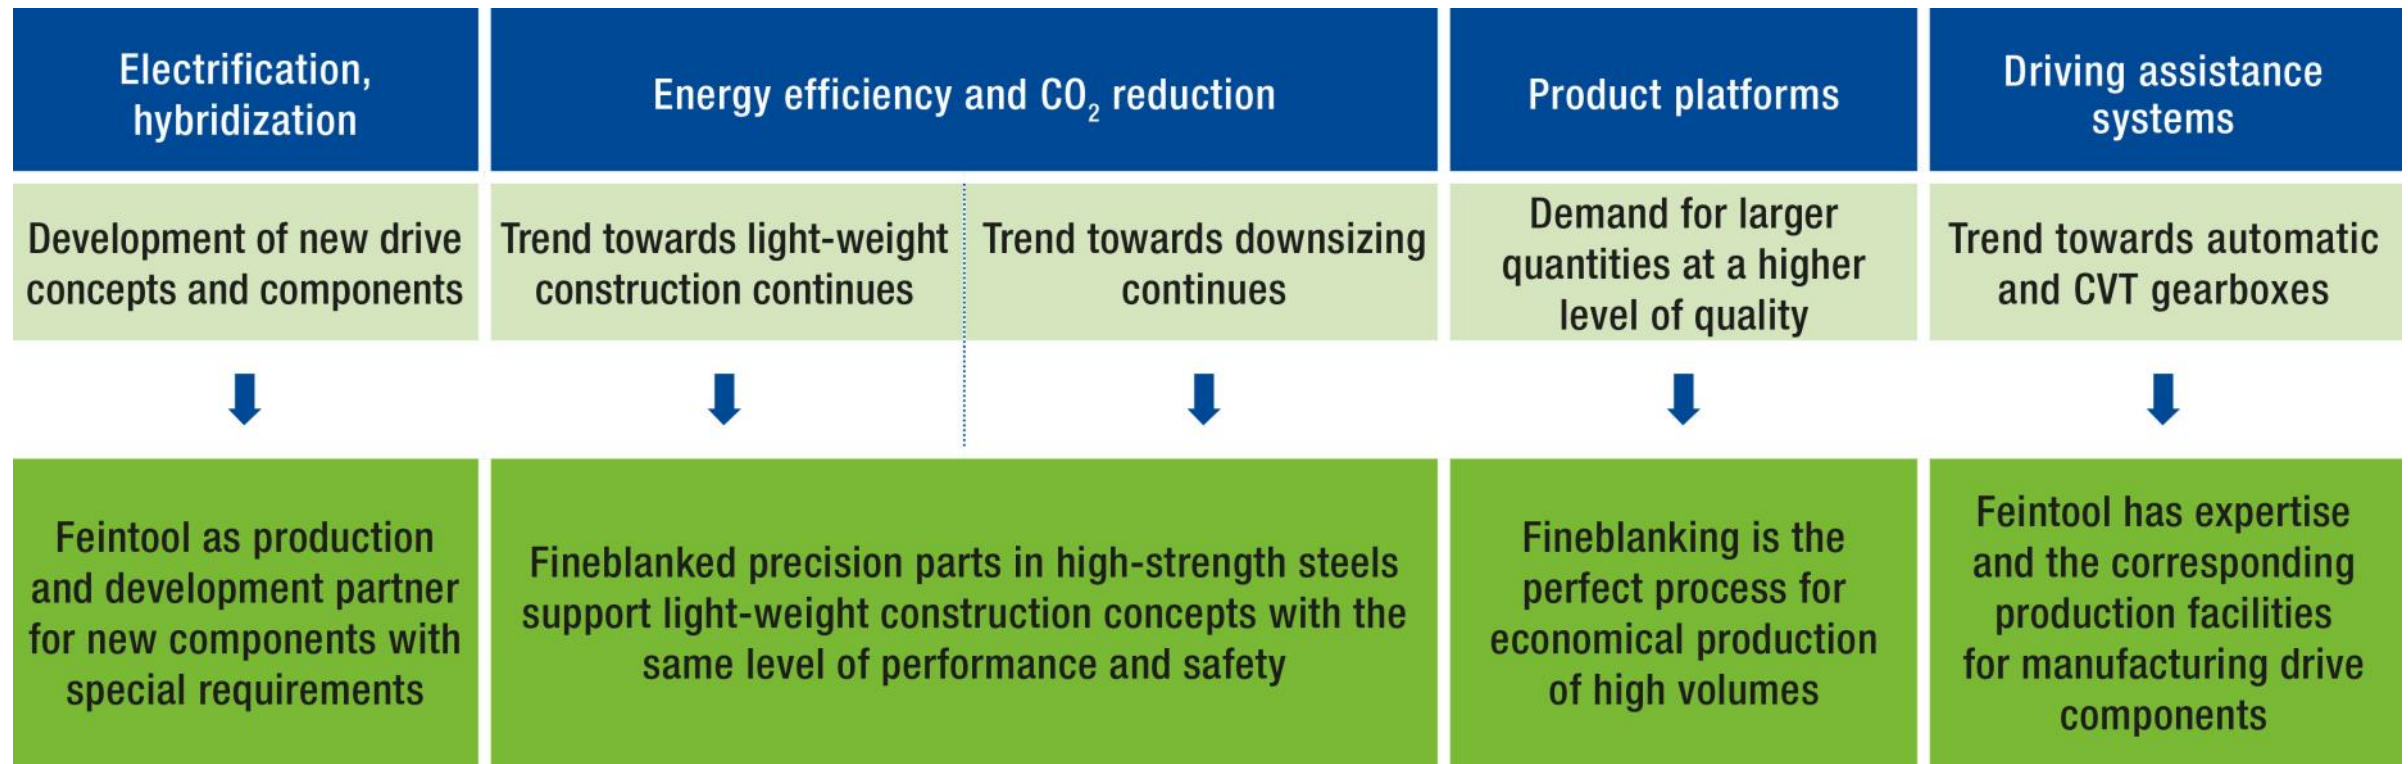 Electrification,
hybridization
Energy efficiency and CO₂ reduction
Product platforms
Driving assistance
systems
Development of new drive
concepts and components
Trend towards light-weight
construction continues
Trend towards downsizing
continues
Demand for larger
quantities at a higher
level of quality
Trend towards automatic
and CVT gearboxes
Feintool as production
and development partner
for new components with
special requirements
Fineblanked precision parts in high-strength steels
support light-weight construction concepts with the
same level of performance and safety
Fineblanking is the
perfect process for
economical production
of high volumes
Feintool has expertise
and the corresponding
production facilities
for manufacturing drive
components